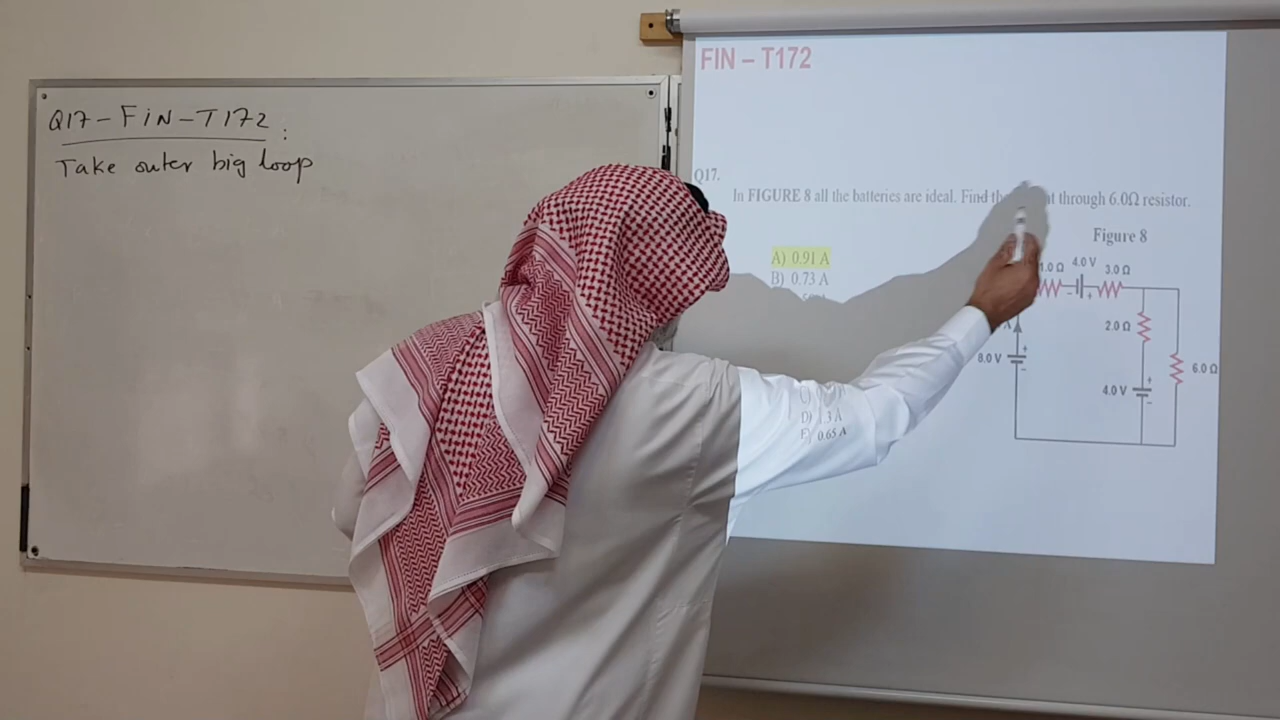 Q17 - FiN - T172 :
Take outer big loop
FIN – T172
Q17.
In FIGURE 8 all the batteries are ideal. Find through 6.0Ω resistor.
Figure 8
A) 0.91 A
B) 0.73 A
D) 1.3 A
E) 0.65 A
1.0 Ω 4.0 V 3.0 Ω
- +
2.0 Ω
8.0 V + -
6.0 Ω
4.0 V + -